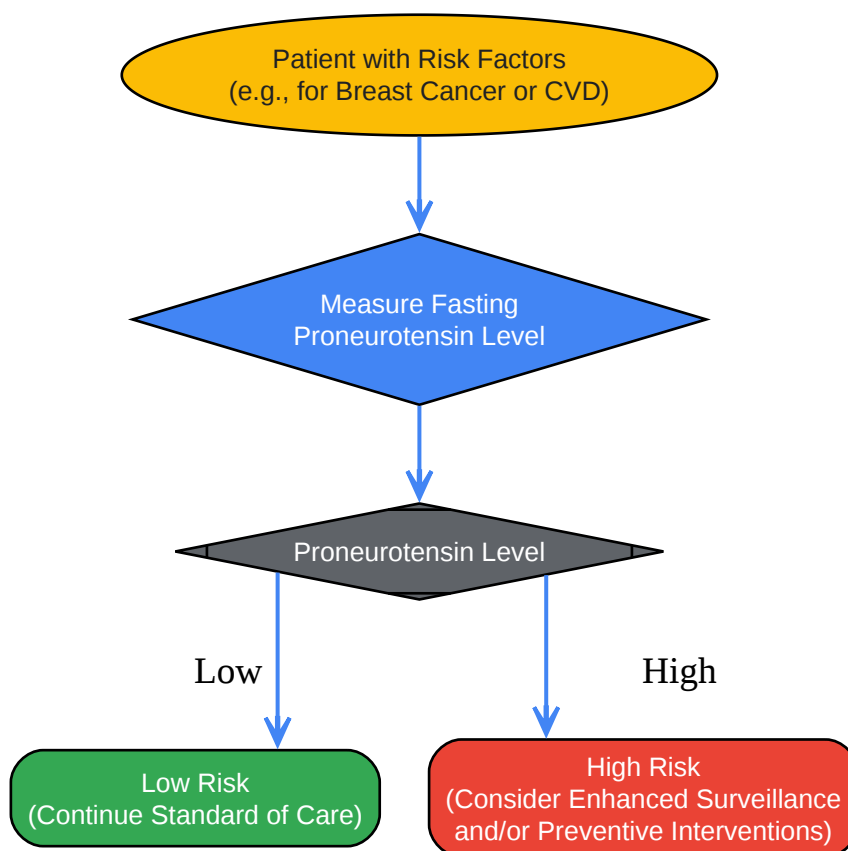 Patient with Risk Factors
(e.g., for Breast Cancer or CVD)
Measure Fasting
Proneurotensin Level
Proneurotensin Level
Low
High
Low Risk
(Continue Standard of Care)
High Risk
(Consider Enhanced Surveillance
and/or Preventive Interventions)